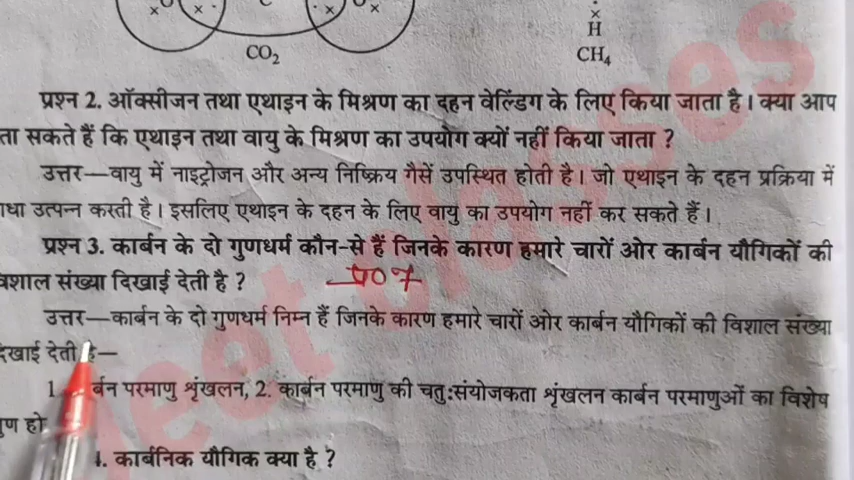 CO₂
H
CH₄
प्रश्न 2. ऑक्सीजन तथा एथाइन के मिश्रण का दहन वेल्डिंग के लिए किया जाता है। क्या आप
ता सकते हैं कि एथाइन तथा वायु के मिश्रण का उपयोग क्यों नहीं किया जाता ?
उत्तर—वायु में नाइट्रोजन और अन्य निष्क्रिय गैसें उपस्थित होती है। जो एथाइन के दहन प्रक्रिया में
ाधा उत्पन्न करती है। इसलिए एथाइन के दहन के लिए वायु का उपयोग नहीं कर सकते हैं।
प्रश्न 3. कार्बन के दो गुणधर्म कौन-से हैं जिनके कारण हमारे चारों ओर कार्बन यौगिकों की
वशाल संख्या दिखाई देती है ?
उत्तर—कार्बन के दो गुणधर्म निम्न हैं जिनके कारण हमारे चारों ओर कार्बन यौगिकों की विशाल संख्या
दिखाई देती है—
1. र्बन परमाणु शृंखलन, 2. कार्बन परमाणु की चतु:संयोजकता शृंखलन कार्बन परमाणुओं का विशेष
ुण हो
4. कार्बनिक यौगिक क्या है ?